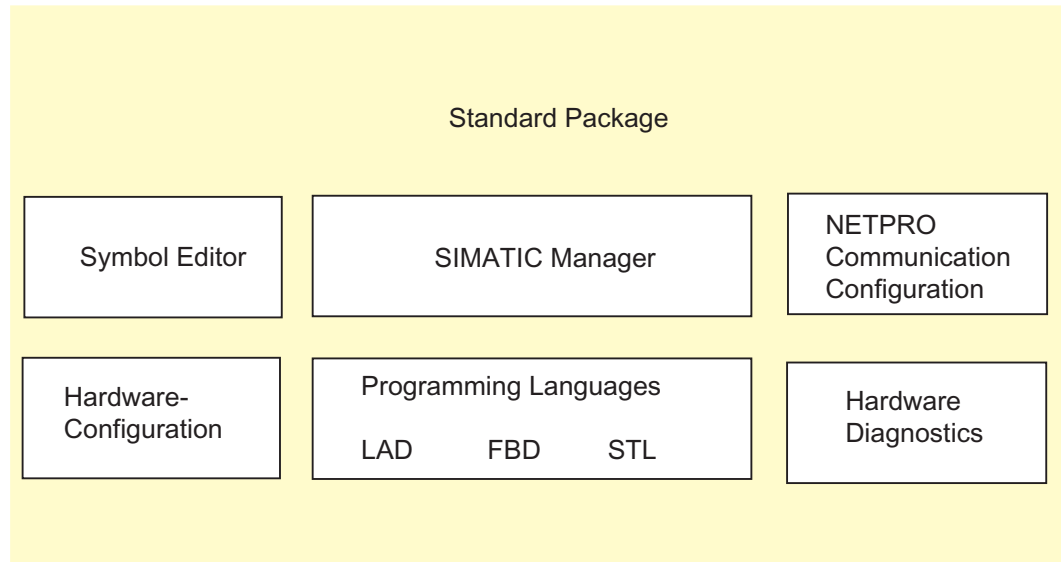 Standard Package
Symbol Editor
SIMATIC Manager
NETPRO
Communication
Configuration
Hardware-
Configuration
Programming Languages
LAD FBD STL
Hardware
Diagnostics